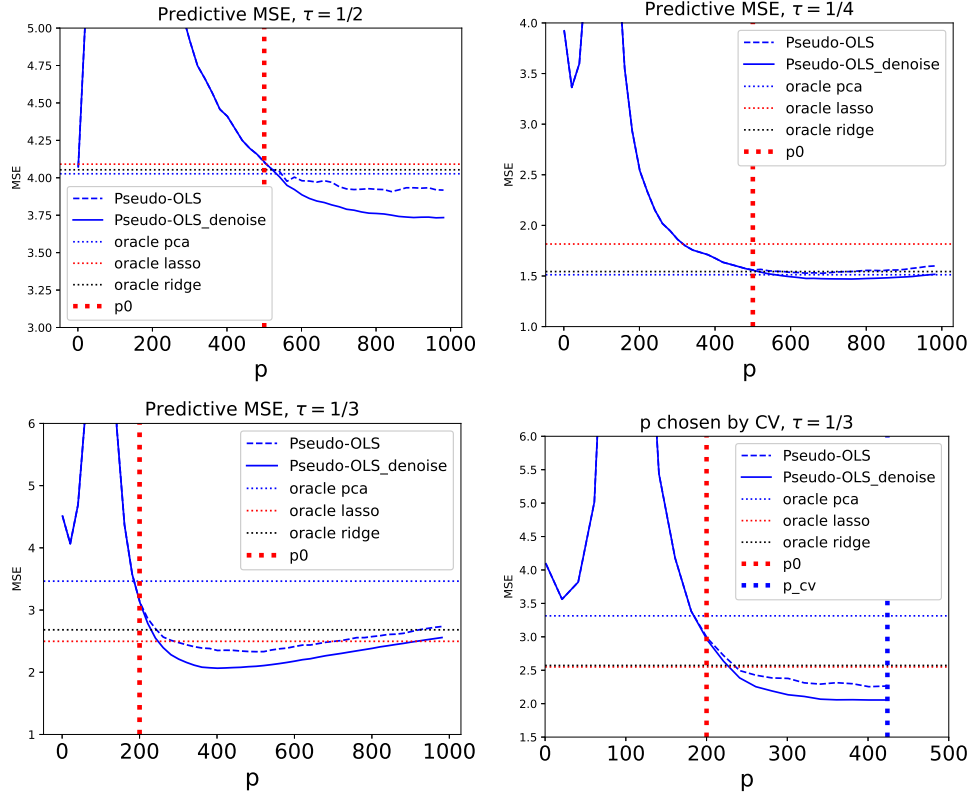 Predictive MSE, τ = 1/2
5.00
4.75
4.50
4.25
4.00
3.75
3.50
3.25
3.00
MSE
Pseudo-OLS
Pseudo-OLS_denoise
oracle pca
oracle lasso
oracle ridge
p0
0 200 400 600 800 1000
p
Predictive MSE, τ = 1/4
4.0
3.5
3.0
2.5
2.0
1.5
1.0
MSE
Pseudo-OLS
Pseudo-OLS_denoise
oracle pca
oracle lasso
oracle ridge
p0
0 200 400 600 800 1000
p
Predictive MSE, τ = 1/3
6
5
4
3
2
1
MSE
Pseudo-OLS
Pseudo-OLS_denoise
oracle pca
oracle lasso
oracle ridge
p0
0 200 400 600 800 1000
p
p chosen by CV, τ = 1/3
6.0
5.5
5.0
4.5
4.0
3.5
3.0
2.5
2.0
1.5
MSE
Pseudo-OLS
Pseudo-OLS_denoise
oracle pca
oracle lasso
oracle ridge
p0
p_cv
0 100 200 300 400 500
p